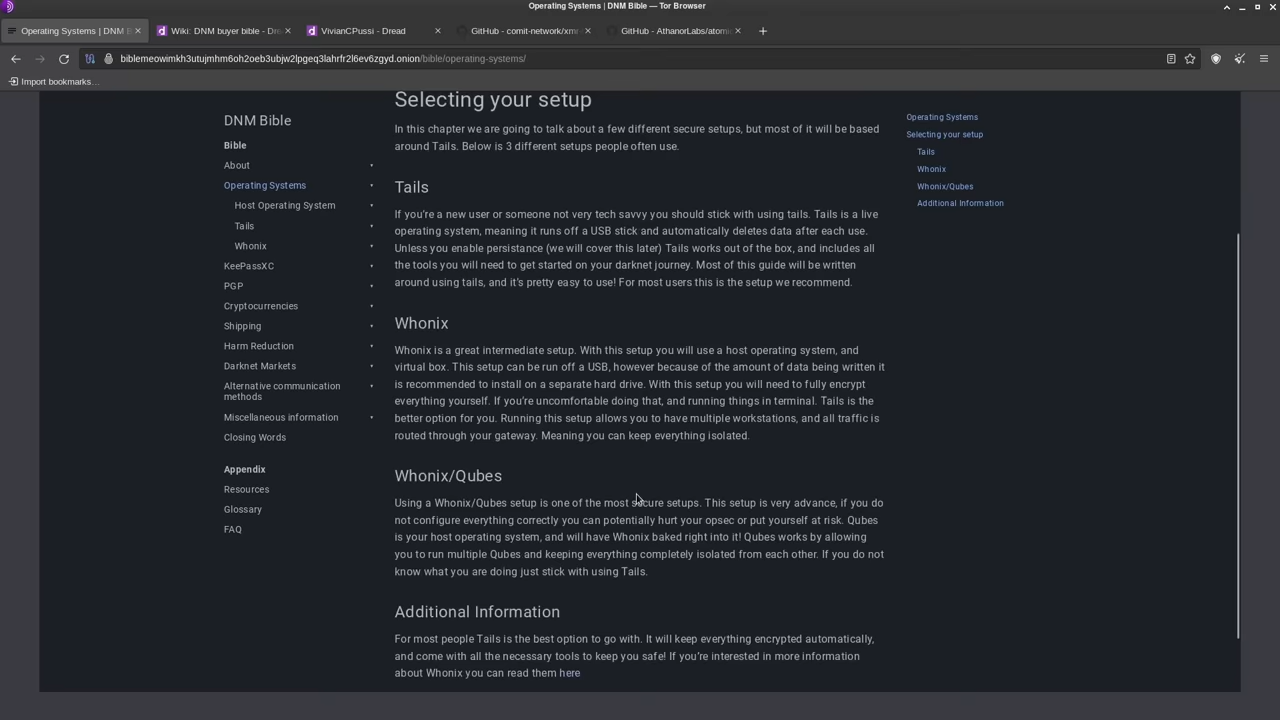 Operating Systems | DNM Bible — Tor Browser
Operating Systems | DNM B
Wiki: DNM buyer bible - Dre
VivianCPussi - Dread
GitHub - comit-network/xm
GitHub - AthanorLabs/atomi
biblemeowimkh3utujmhm6oh2oeb3ubjw2lpgeq3lahrfr2l6ev6zgyd.onion/bible/operating-systems/
Import bookmarks…
DNM Bible
Bible
About
Operating Systems
Host Operating System
Tails
Whonix
KeePassXC
PGP
Cryptocurrencies
Shipping
Harm Reduction
Darknet Markets
Alternative communication
methods
Miscellaneous information
Closing Words
Appendix
Resources
Glossary
FAQ
Selecting your setup
In this chapter we are going to talk about a few different secure setups, but most of it will be based
around Tails. Below is 3 different setups people often use.
Tails
If you're a new user or someone not very tech savvy you should stick with using tails. Tails is a live
operating system, meaning it runs off a USB stick and automatically deletes data after each use.
Unless you enable persistance (we will cover this later) Tails works out of the box, and includes all
the tools you will need to get started on your darknet journey. Most of this guide will be written
around using tails, and it's pretty easy to use! For most users this is the setup we recommend.
Whonix
Whonix is a great intermediate setup. With this setup you will use a host operating system, and
virtual box. This setup can be run off a USB, however because of the amount of data being written it
is recommended to install on a separate hard drive. With this setup you will need to fully encrypt
everything yourself. If you're uncomfortable doing that, and running things in terminal. Tails is the
better option for you. Running this setup allows you to have multiple workstations, and all traffic is
routed through your gateway. Meaning you can keep everything isolated.
Whonix/Qubes
Using a Whonix/Qubes setup is one of the most secure setups. This setup is very advance, if you do
not configure everything correctly you can potentially hurt your opsec or put yourself at risk. Qubes
is your host operating system, and will have Whonix baked right into it! Qubes works by allowing
you to run multiple Qubes and keeping everything completely isolated from each other. If you do not
know what you are doing just stick with using Tails.
Additional Information
For most people Tails is the best option to go with. It will keep everything encrypted automatically,
and come with all the necessary tools to keep you safe! If you're interested in more information
about Whonix you can read them here
Operating Systems
Selecting your setup
Tails
Whonix
Whonix/Qubes
Additional Information